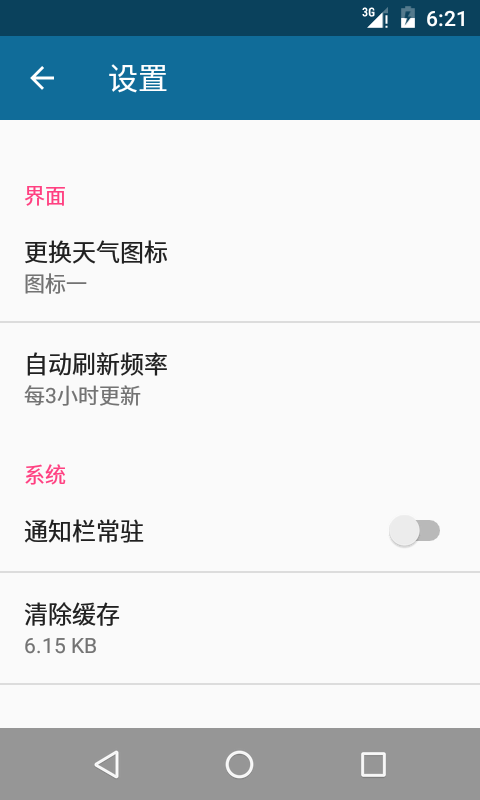 3G 6:21
设置
界面
更换天气图标
图标一
自动刷新频率
每3小时更新
系统
通知栏常驻
清除缓存
6.15 KB